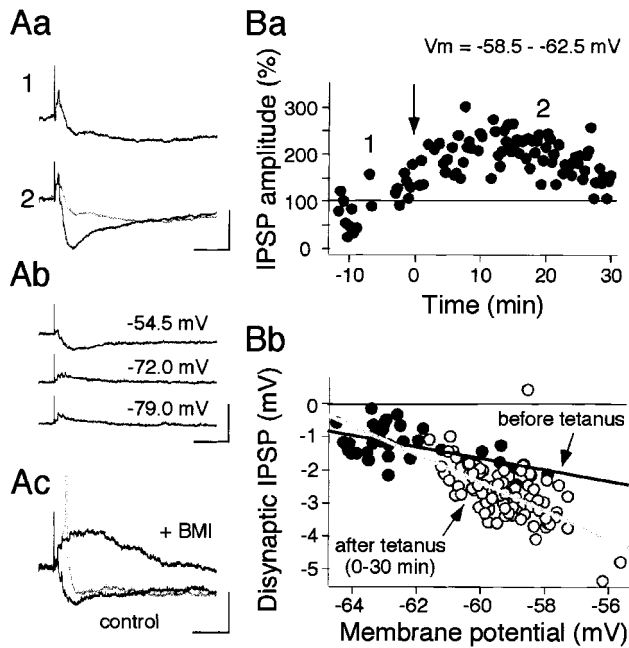 Aa
1
2
Ab
-54.5 mV
-72.0 mV
-79.0 mV
Ac
+ BMI
control
Ba
Vm = -58.5 - -62.5 mV
IPSP amplitude (%)
300
200
100
0
1
2
-10
0
10
20
30
Time (min)
Bb
Disynaptic IPSP (mV)
0
-1
-2
-3
-4
-5
before tetanus
after tetanus
(0-30 min)
-64
-62
-60
-58
-56
Membrane potential (mV)